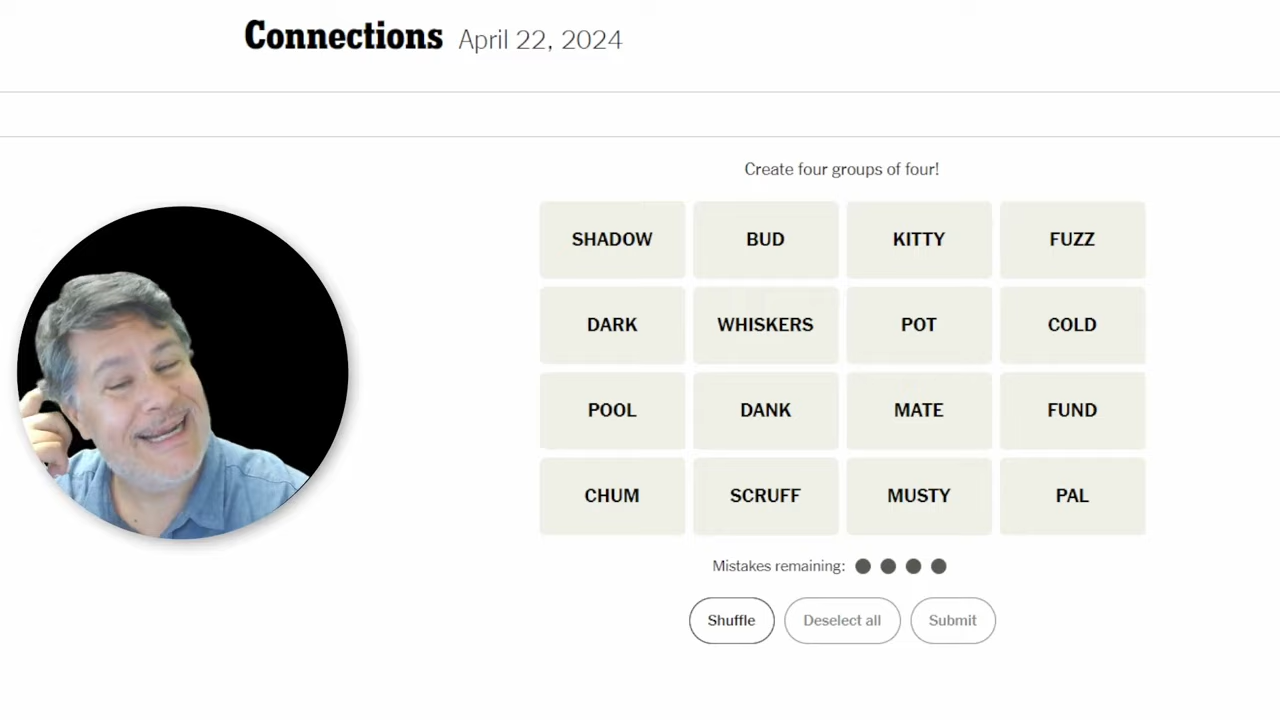 Connections April 22, 2024
Create four groups of four!
SHADOW BUD KITTY FUZZ
DARK WHISKERS POT COLD
POOL DANK MATE FUND
CHUM SCRUFF MUSTY PAL
Mistakes remaining:
Shuffle Deselect all Submit